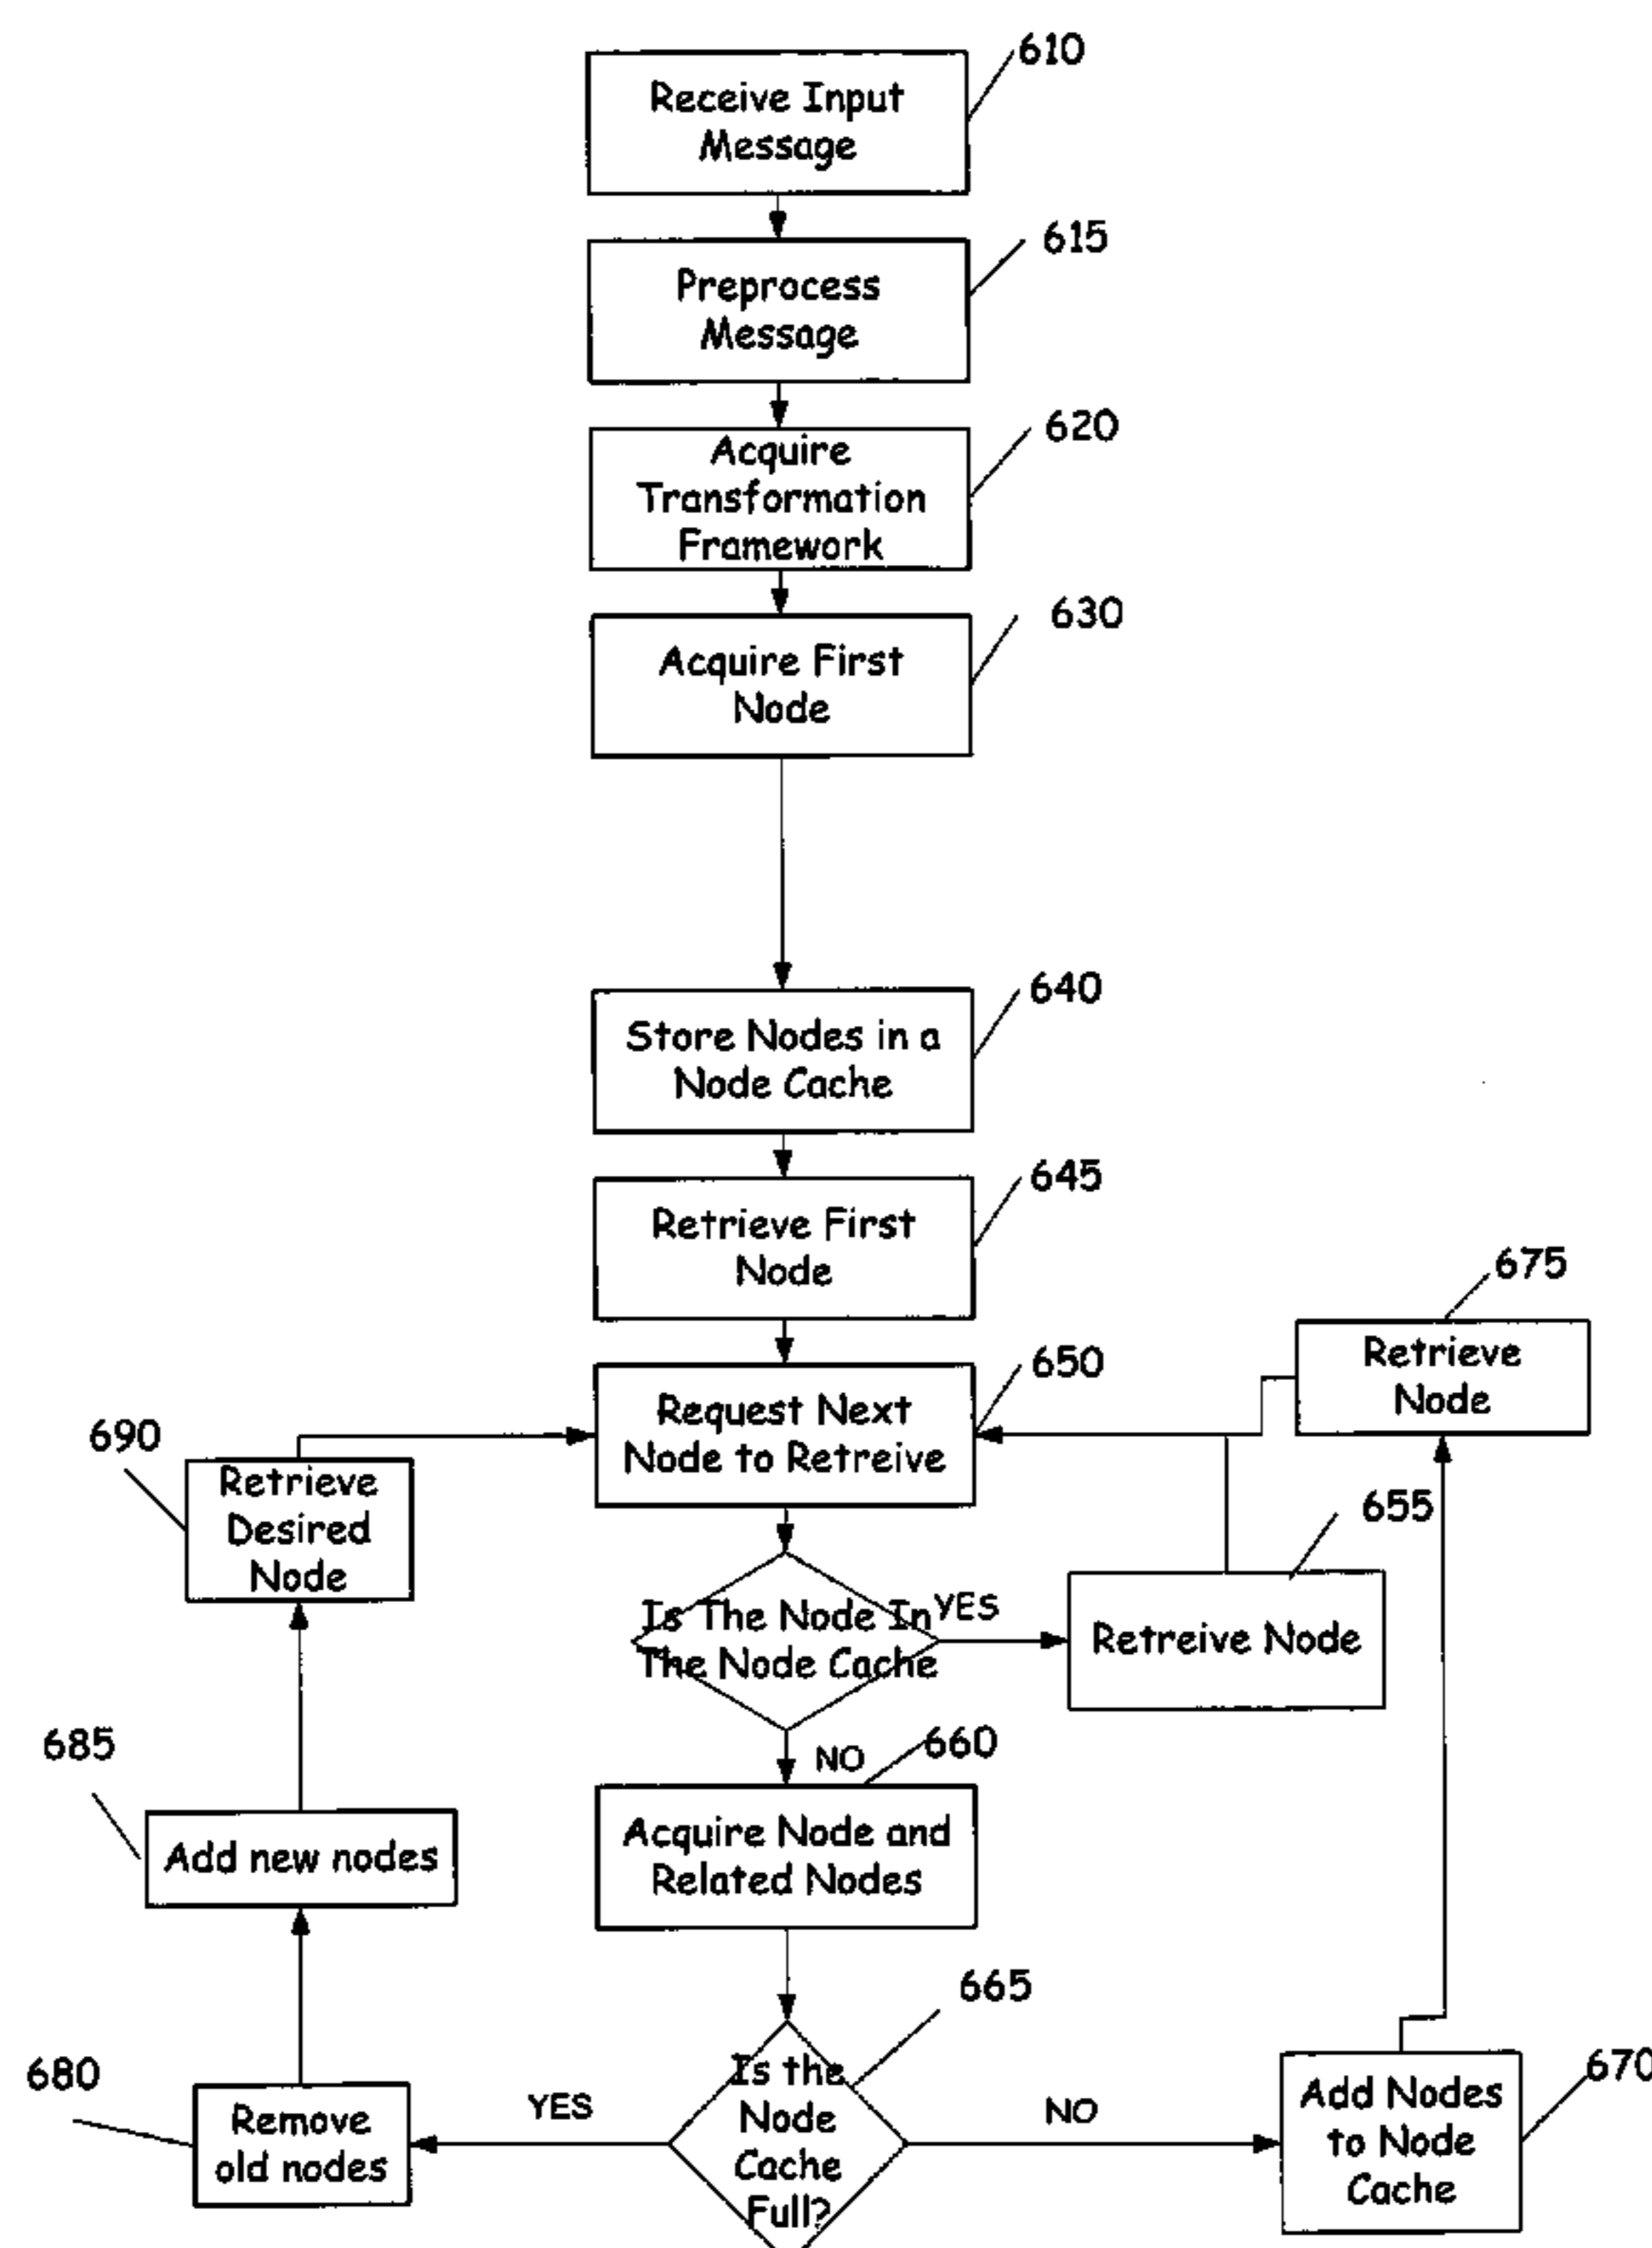 610
Receive Input
Message
615
Preprocess
Message
620
Acquire
Transformation
Framework
630
Acquire First
Node
640
Store Nodes in a
Node Cache
645
Retrieve First
Node
675
Retrieve
Node
650
Request Next
Node to Retreive
690
Retrieve
Desired
Node
655
Is The Node In
The Node Cache
YES
Retreive Node
NO
660
685
Acquire Node and
Related Nodes
Add new nodes
665
680
Is the
Node
Cache
Full?
YES
NO
670
Remove
old nodes
Add Nodes
to Node
Cache